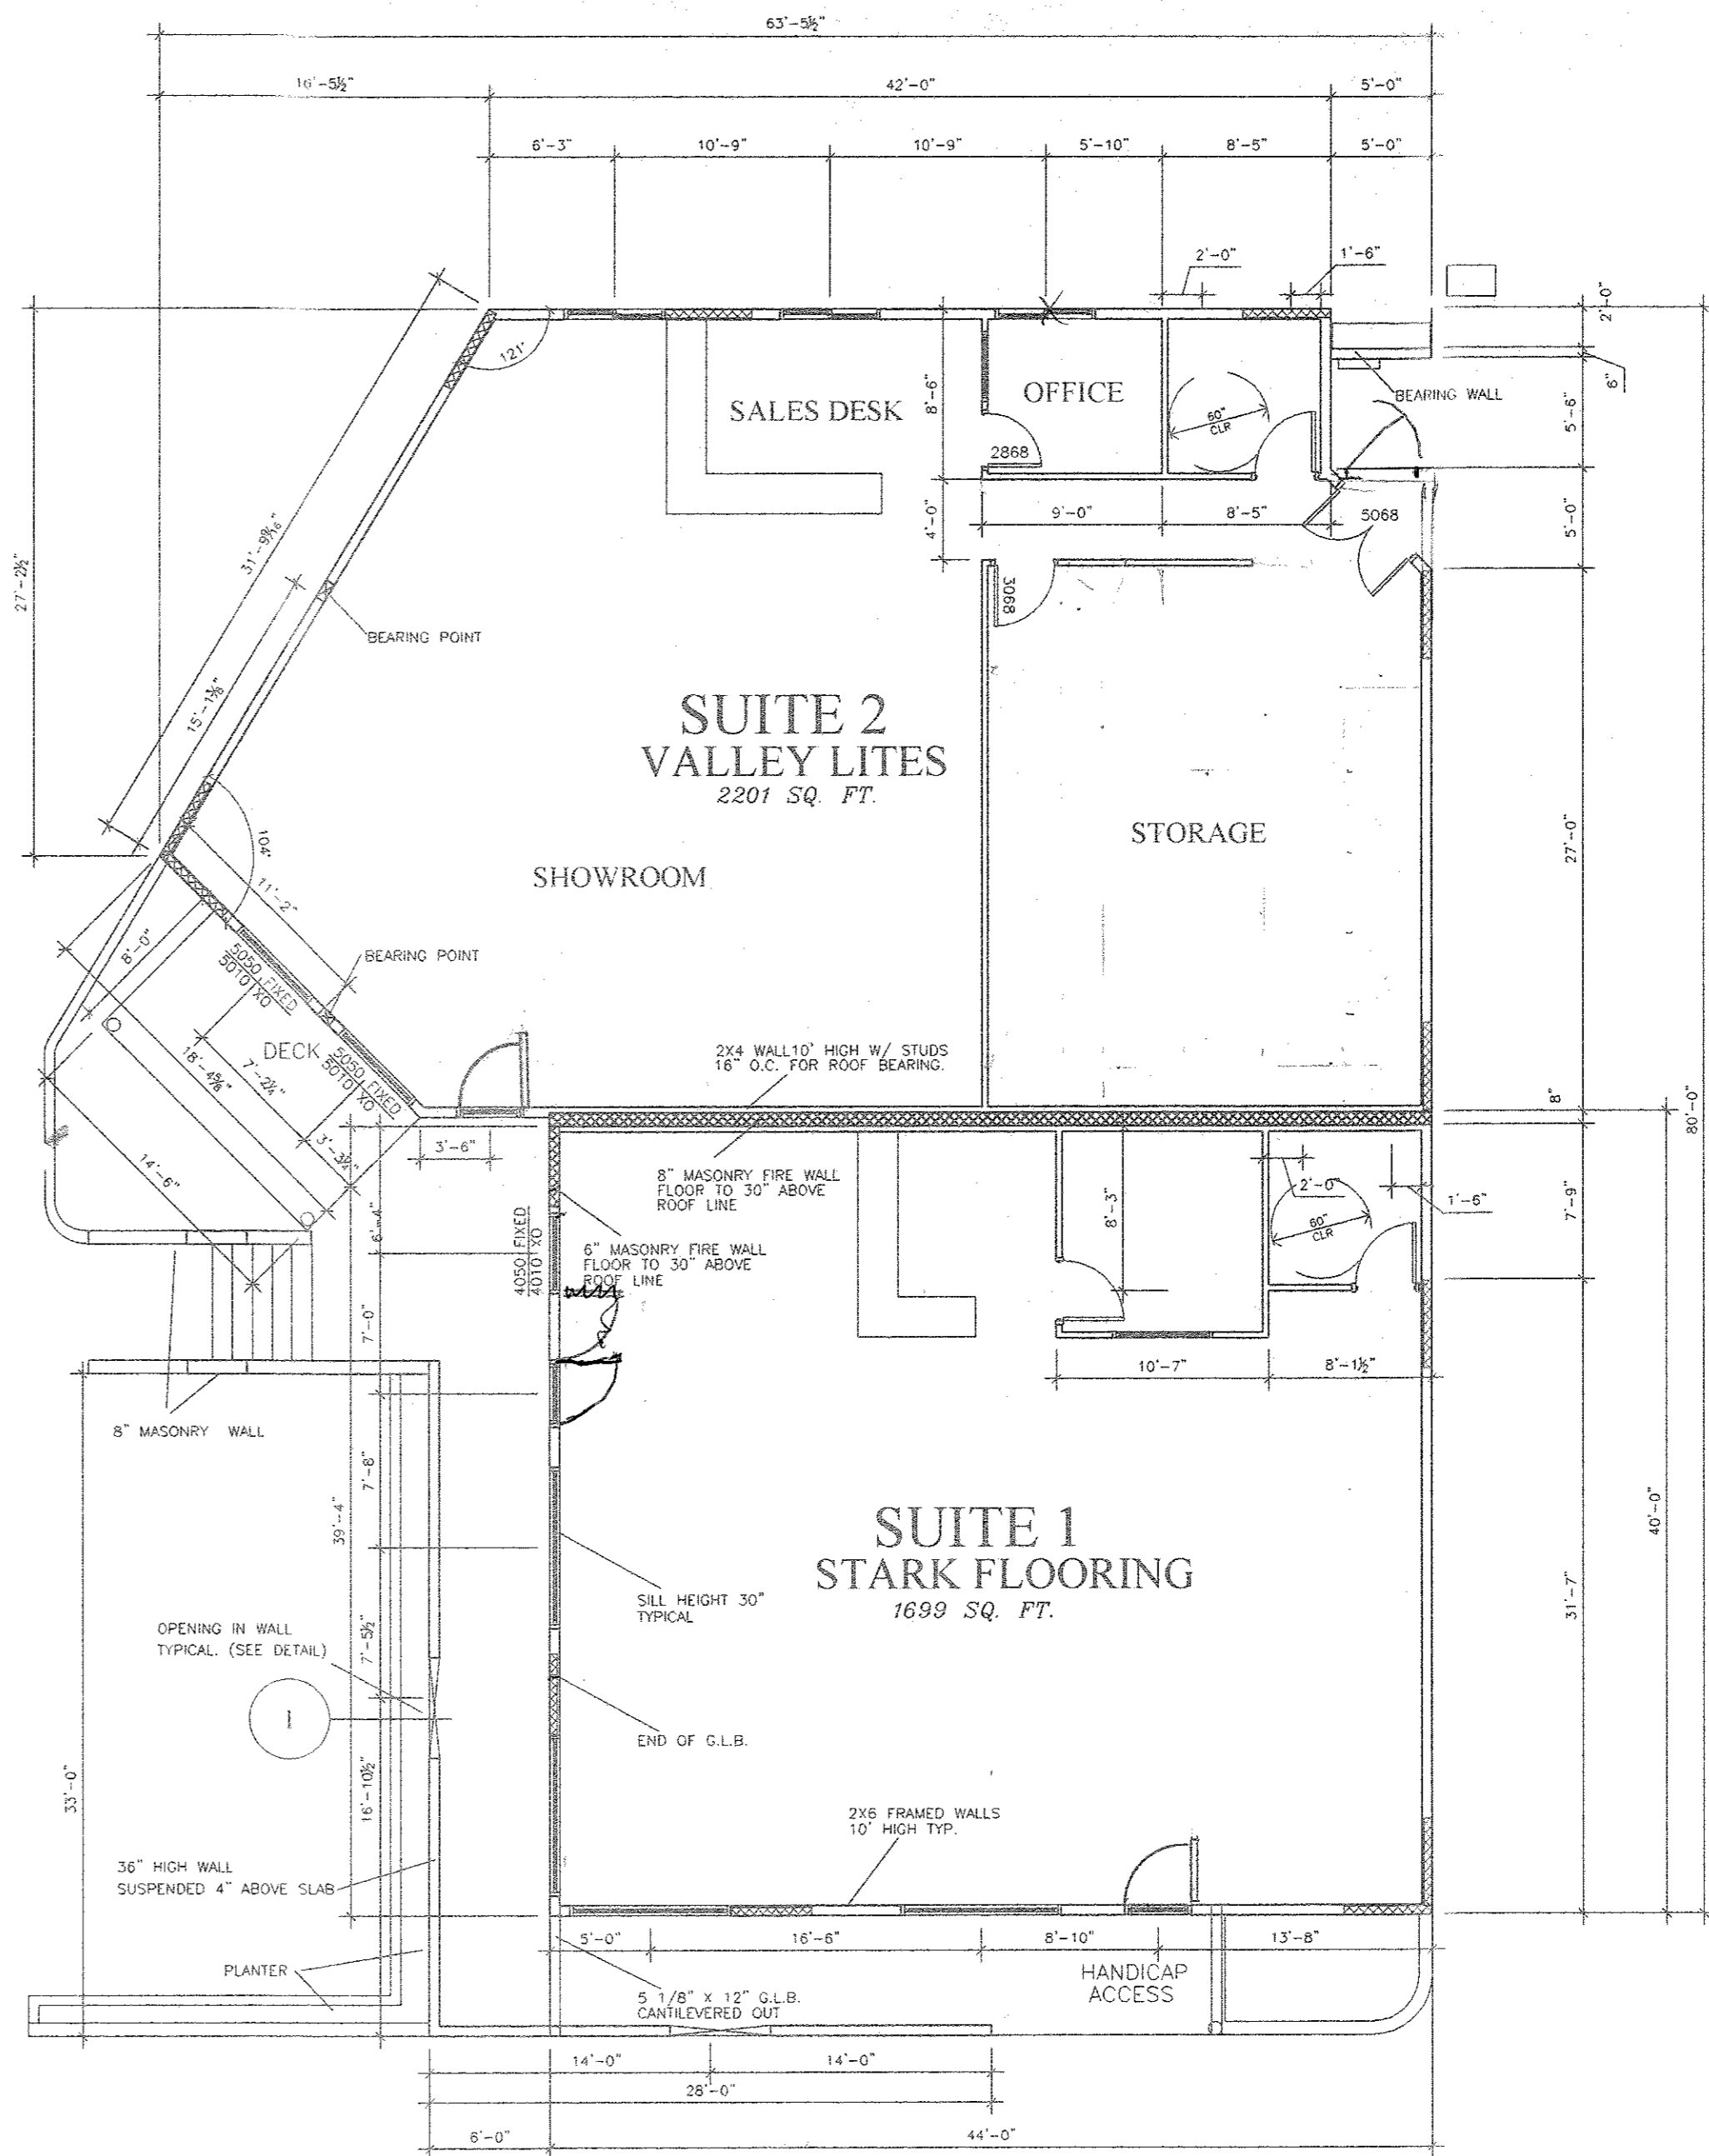 63'-5½"
16'-5½"
42'-0"
5'-0"
6'-3"
10'-9"
10'-9"
5'-10"
8'-5"
5'-0"
2'-0"
1'-6"
2'-0"
6"
121°
SALES DESK
8'-6"
OFFICE
60"
CLR
BEARING WALL
5'-6"
2868
4'-0"
9'-0"
8'-5"
5068
5'-0"
3068
27'-2½"
31'-9⁹⁄₁₆"
15'-1⅜"
BEARING POINT
SUITE 2
VALLEY LITES
2201 SQ. FT.
STORAGE
SHOWROOM
27'-0"
104°
11'-2"
8'-0"
BEARING POINT
5050 FIXED
5010 XO
DECK
18'-4⅝"
7'-2¼"
5050 FIXED
5010 XO
3'-3¼"
14'-6"
2X4 WALL10' HIGH W/ STUDS
16" O.C. FOR ROOF BEARING.
8"
80'-0"
3'-6"
8" MASONRY FIRE WALL
FLOOR TO 30" ABOVE
ROOF LINE
8'-3"
2'-0"
1'-6"
60"
CLR
7'-9"
6'-4"
4050 FIXED
4010 XO
6" MASONRY FIRE WALL
FLOOR TO 30" ABOVE
ROOF LINE
7'-0"
10'-7"
8'-1½"
8" MASONRY WALL
7'-8"
39'-4"
SUITE 1
STARK FLOORING
1699 SQ. FT.
40'-0"
31'-7"
SILL HEIGHT 30"
TYPICAL
OPENING IN WALL
TYPICAL. (SEE DETAIL)
7'-5½"
1
END OF G.L.B.
33'-0"
16'-10½"
2X6 FRAMED WALLS
10' HIGH TYP.
36" HIGH WALL
SUSPENDED 4" ABOVE SLAB
5'-0"
16'-6"
8'-10"
13'-8"
PLANTER
HANDICAP
ACCESS
5 1/8" X 12" G.L.B.
CANTILEVERED OUT
14'-0"
14'-0"
28'-0"
6'-0"
44'-0"